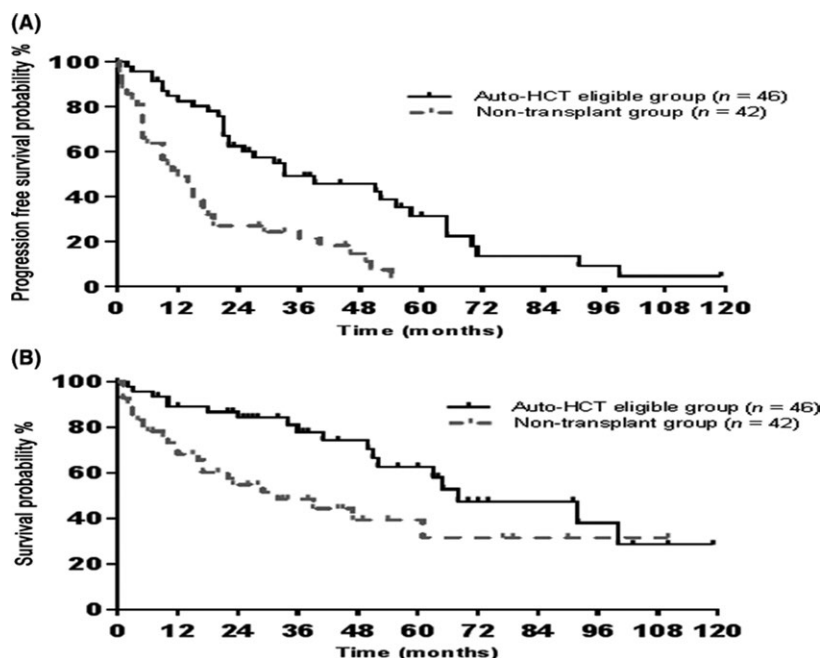 (A)
Progression free survival probability %
100
80
60
40
20
0
Auto-HCT eligible group (n = 46)
Non-transplant group (n = 42)
0 12 24 36 48 60 72 84 96 108 120
Time (months)
(B)
Survival probability %
100
80
60
40
20
0
Auto-HCT eligible group (n = 46)
Non-transplant group (n = 42)
0 12 24 36 48 60 72 84 96 108 120
Time (months)